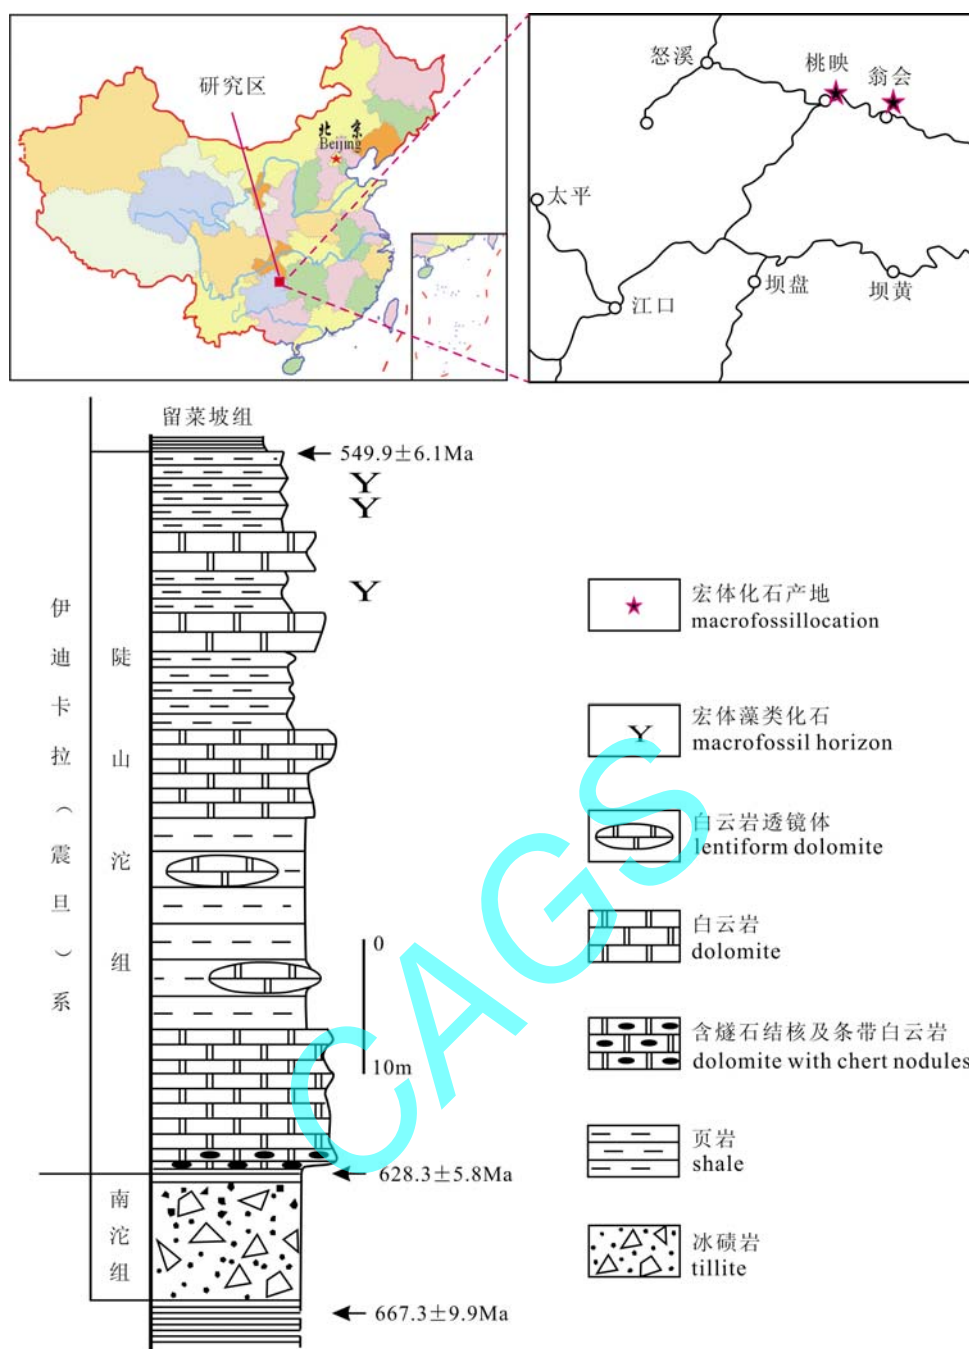 研究区
北 京
Beijing
怒溪
桃映
翁会
太平
江口
坝盘
坝黄
留菜坡组
549.9±6.1Ma
Y
Y
Y
伊迪卡拉（震旦）系
陡山沱组
南沱组
0
10m
628.3±5.8Ma
667.3±9.9Ma
宏体化石产地
macrofossillocation
Y
宏体藻类化石
macrofossil horizon
白云岩透镜体
lentiform dolomite
白云岩
dolomite
含燧石结核及条带白云岩
dolomite with chert nodules
页岩
shale
冰碛岩
tillite
CAGS